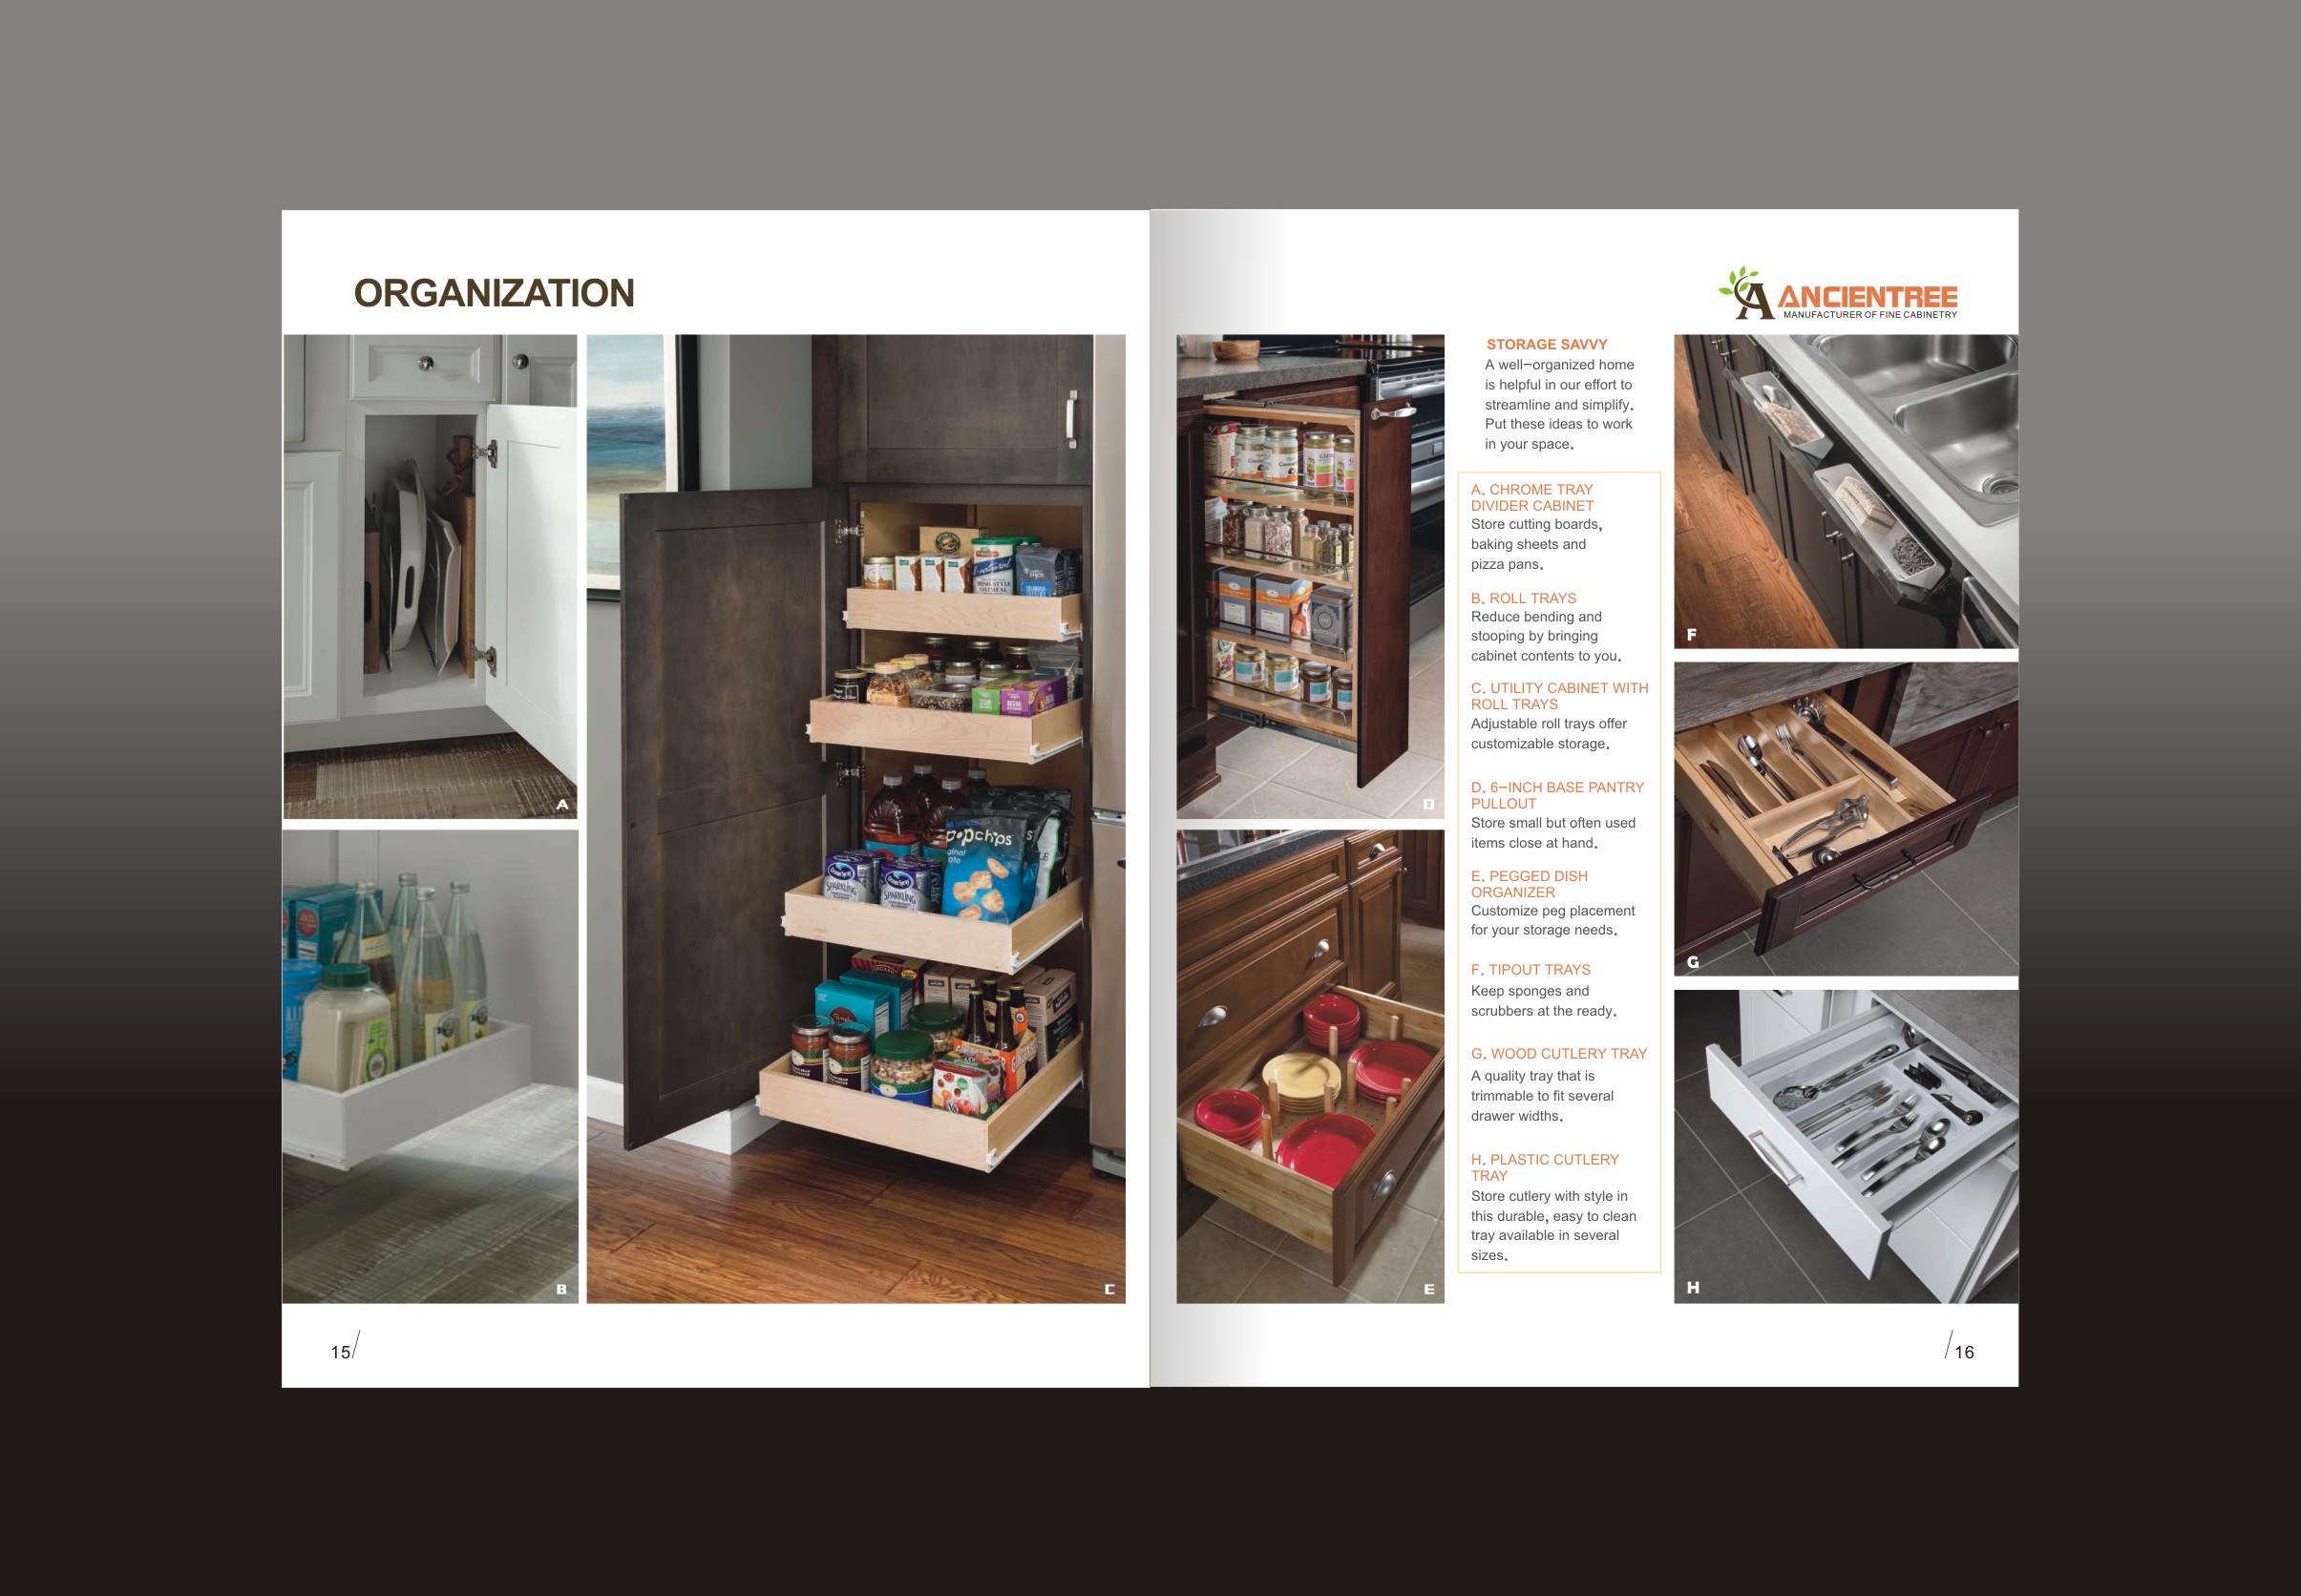 ORGANIZATION
A
B
C
15/
ANCIENTREE
MANUFACTURER OF FINE CABINETRY
STORAGE SAVVY
A well-organized home
is helpful in our effort to
streamline and simplify.
Put these ideas to work
in your space.
A. CHROME TRAY
DIVIDER CABINET
Store cutting boards,
baking sheets and
pizza pans.
B. ROLL TRAYS
Reduce bending and
stooping by bringing
cabinet contents to you.
C. UTILITY CABINET WITH
ROLL TRAYS
Adjustable roll trays offer
customizable storage.
D. 6-INCH BASE PANTRY
PULLOUT
Store small but often used
items close at hand.
E. PEGGED DISH
ORGANIZER
Customize peg placement
for your storage needs.
F. TIPOUT TRAYS
Keep sponges and
scrubbers at the ready.
G. WOOD CUTLERY TRAY
A quality tray that is
trimmable to fit several
drawer widths.
H. PLASTIC CUTLERY
TRAY
Store cutlery with style in
this durable, easy to clean
tray available in several
sizes.
D
E
F
G
H
/16
popchips
SPARKLING
SPARKLING